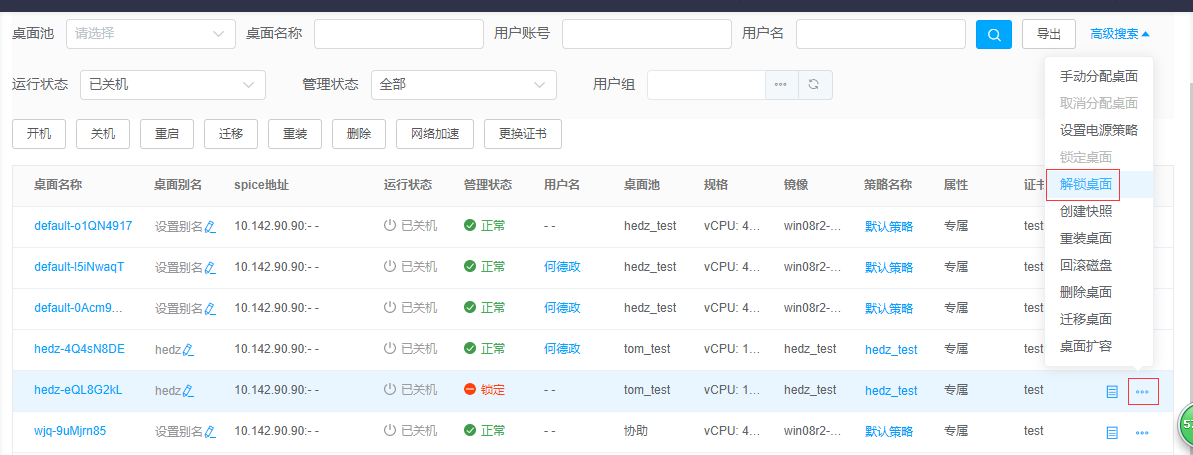 桌面池 请选择 桌面名称 用户账号 用户名 导出 高级搜索
运行状态 已关机 管理状态 全部 用户组
手动分配桌面
取消分配桌面
设置电源策略
锁定桌面
解锁桌面
创建快照
重装桌面
回滚磁盘
删除桌面
迁移桌面
桌面扩容
开机 关机 重启 迁移 重装 删除 网络加速 更换证书
桌面名称 桌面别名 spice地址 运行状态 管理状态 用户名 桌面池 规格 镜像 策略名称 属性 证书
default-o1QN4917 设置别名 10.142.90.90:- - 已关机 正常 - - hedz_test vCPU: 4... win08r2-... 默认策略 专属 test
default-l5iNwaqT 设置别名 10.142.90.90:- - 已关机 正常 何德政 hedz_test vCPU: 4... win08r2-... 默认策略 专属
default-0Acm9... 设置别名 10.142.90.90:- - 已关机 正常 何德政 hedz_test vCPU: 4... win08r2-... 默认策略 专属
hedz-4Q4sN8DE hedz 10.142.90.90:- - 已关机 正常 何德政 tom_test vCPU: 1... hedz_test hedz_test 专属 test
hedz-eQL8G2kL hedz 10.142.90.90:- - 已关机 锁定 - - tom_test vCPU: 1... hedz_test hedz_test 专属 test
wjq-9uMjrn85 设置别名 10.142.90.90:- - 已关机 正常 - - 协助 vCPU: 4... win08r2-... 默认策略 专属 test